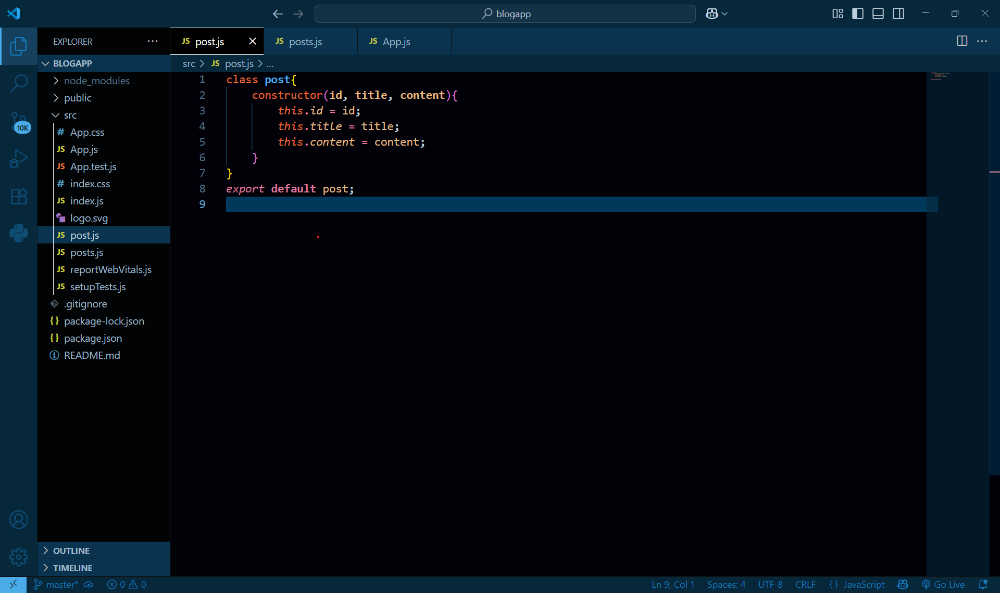 blogapp
EXPLORER
JS post.js
JS posts.js
JS App.js
BLOGAPP
src > JS post.js > ...
node_modules
public
src
# App.css
JS App.js
JS App.test.js
# index.css
JS index.js
logo.svg
JS post.js
JS posts.js
JS reportWebVitals.js
JS setupTests.js
.gitignore
{} package-lock.json
{} package.json
README.md
10K
1 class post{
2 constructor(id, title, content){
3 this.id = id;
4 this.title = title;
5 this.content = content;
6 }
7 }
8 export default post;
9
OUTLINE
TIMELINE
master* 0 0 Ln 9, Col 1 Spaces: 4 UTF-8 CRLF {} JavaScript Go Live